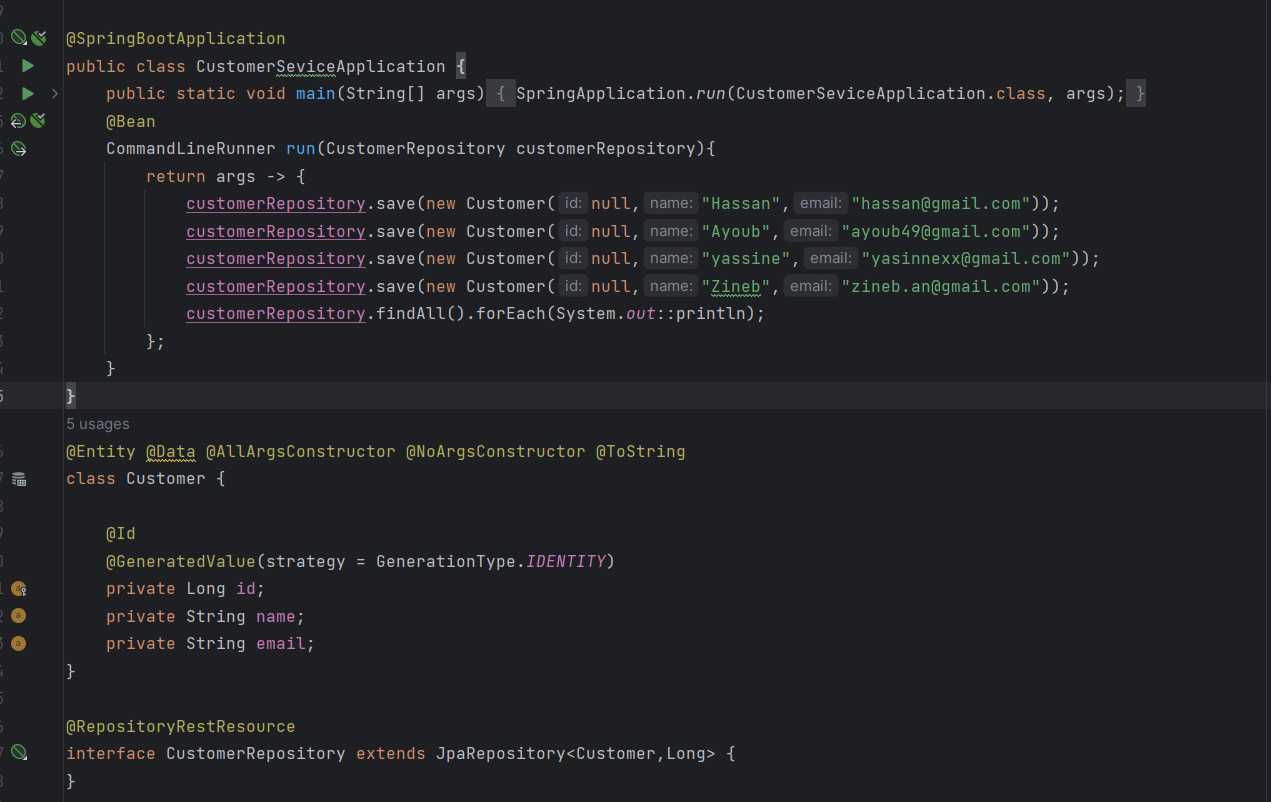 @SpringBootApplication
public class CustomerSeviceApplication {
public static void main(String[] args) { SpringApplication.run(CustomerSeviceApplication.class, args); }
@Bean
CommandLineRunner run(CustomerRepository customerRepository){
return args -> {
customerRepository.save(new Customer( id: null, name: "Hassan", email: "hassan@gmail.com"));
customerRepository.save(new Customer( id: null, name: "Ayoub", email: "ayoub49@gmail.com"));
customerRepository.save(new Customer( id: null, name: "yassine", email: "yasinnexx@gmail.com"));
customerRepository.save(new Customer( id: null, name: "Zineb", email: "zineb.an@gmail.com"));
customerRepository.findAll().forEach(System.out::println);
};
}
}
5 usages
@Entity @Data @AllArgsConstructor @NoArgsConstructor @ToString
class Customer {
@Id
@GeneratedValue(strategy = GenerationType.IDENTITY)
private Long id;
private String name;
private String email;
}
@RepositoryRestResource
interface CustomerRepository extends JpaRepository<Customer,Long> {
}